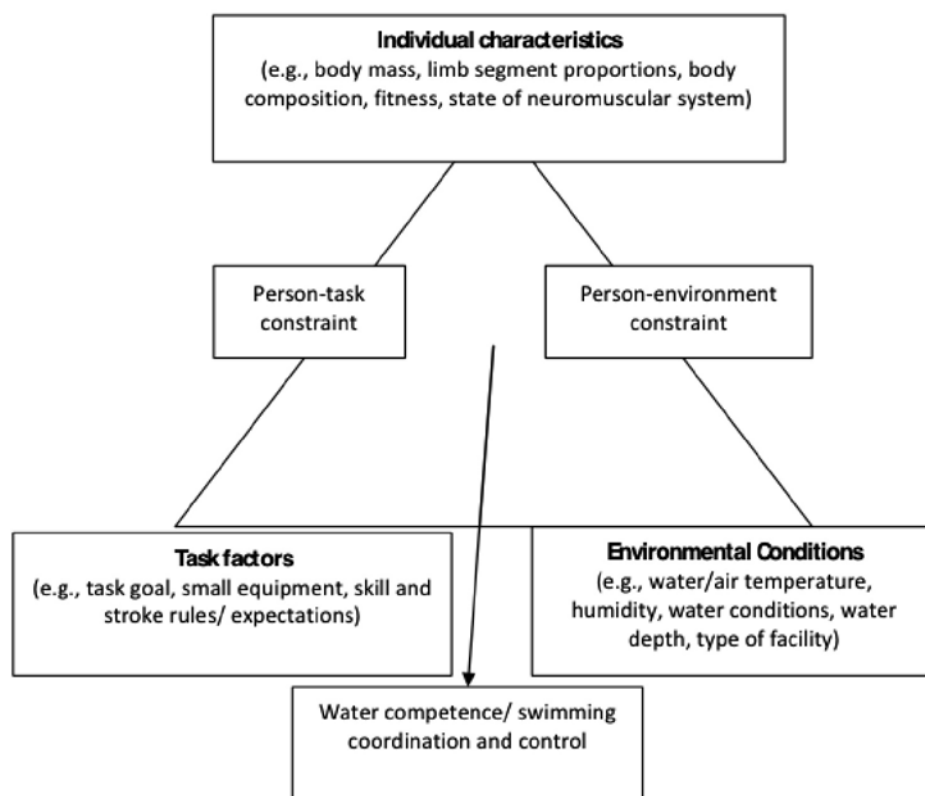 Individual characteristics
(e.g., body mass, limb segment proportions, body
composition, fitness, state of neuromuscular system)
Person-task
constraint
Person-environment
constraint
Task factors
(e.g., task goal, small equipment, skill and
stroke rules/ expectations)
Environmental Conditions
(e.g., water/air temperature,
humidity, water conditions, water
depth, type of facility)
Water competence/ swimming
coordination and control